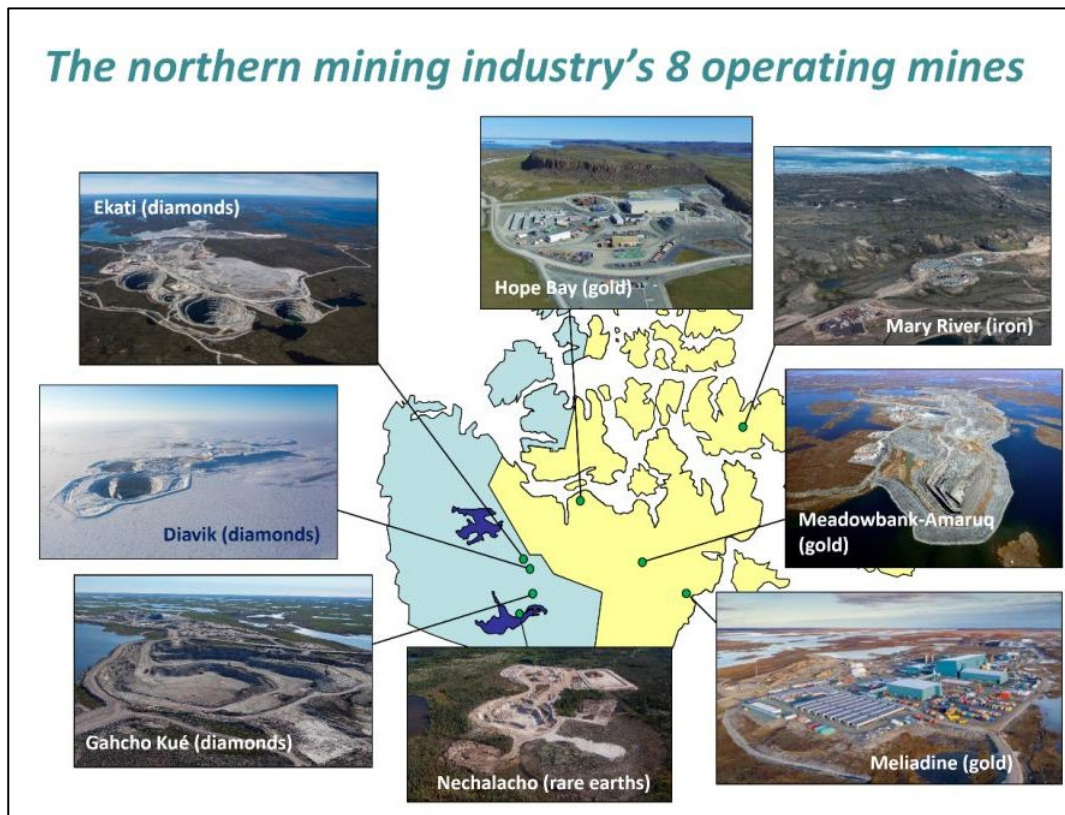 The northern mining industry's 8 operating mines
Ekati (diamonds)
Hope Bay (gold)
Mary River (iron)
Diavik (diamonds)
Meadowbank-Amaruq
(gold)
Gahcho Kué (diamonds)
Nechalacho (rare earths)
Meliadine (gold)